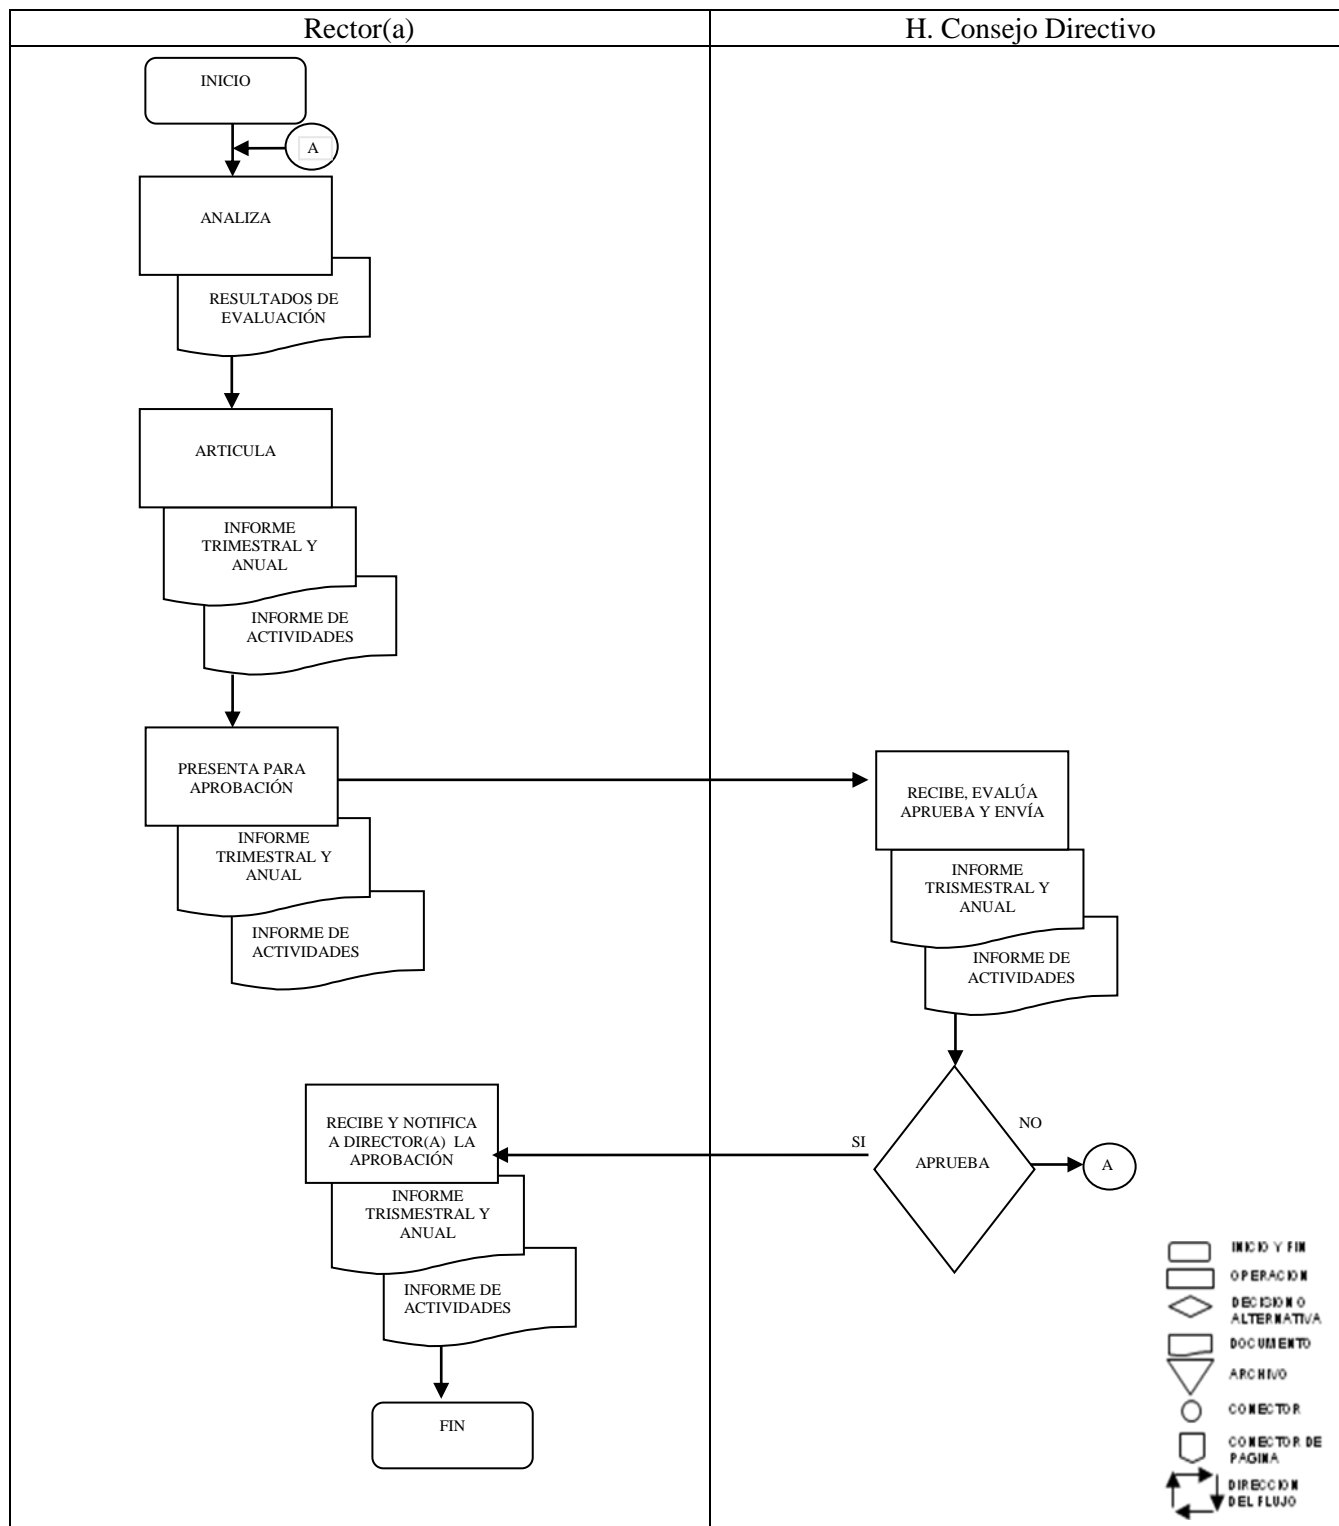 Rector(a)
H. Consejo Directivo
INICIO
A
ANALIZA
RESULTADOS DE
EVALUACIÓN
ARTICULA
INFORME
TRIMESTRAL Y
ANUAL
INFORME DE
ACTIVIDADES
PRESENTA PARA
APROBACIÓN
INFORME
TRIMESTRAL Y
ANUAL
INFORME DE
ACTIVIDADES
RECIBE, EVALÚA
APRUEBA Y ENVÍA
INFORME
TRISMESTRAL Y
ANUAL
INFORME DE
ACTIVIDADES
APRUEBA
NO
A
SI
RECIBE Y NOTIFICA
A DIRECTOR(A) LA
APROBACIÓN
INFORME
TRISMESTRAL Y
ANUAL
INFORME DE
ACTIVIDADES
FIN
INICIO Y FIN
OPERACION
DECISION O
ALTERNATIVA
DOCUMENTO
ARCHIVO
CONECTOR
CONECTOR DE
PAGINA
DIRECCION
DEL FLUJO